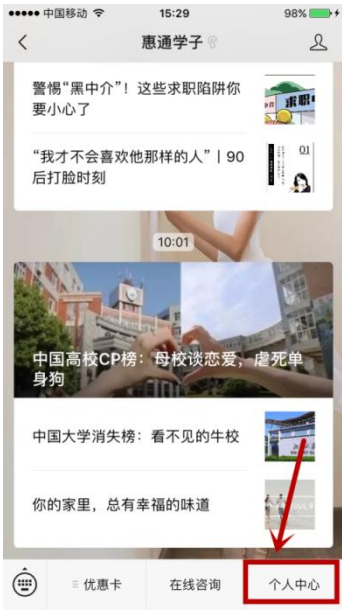 中国移动 15:29 98%
惠通学子
警惕“黑中介”！这些求职陷阱你
要小心了
求职
“我才不会喜欢他那样的人”丨90
后打脸时刻
01
10:01
中国高校CP榜：母校谈恋爱，虐死单
身狗
中国大学消失榜：看不见的牛校
你的家里，总有幸福的味道
优惠卡 在线咨询 个人中心